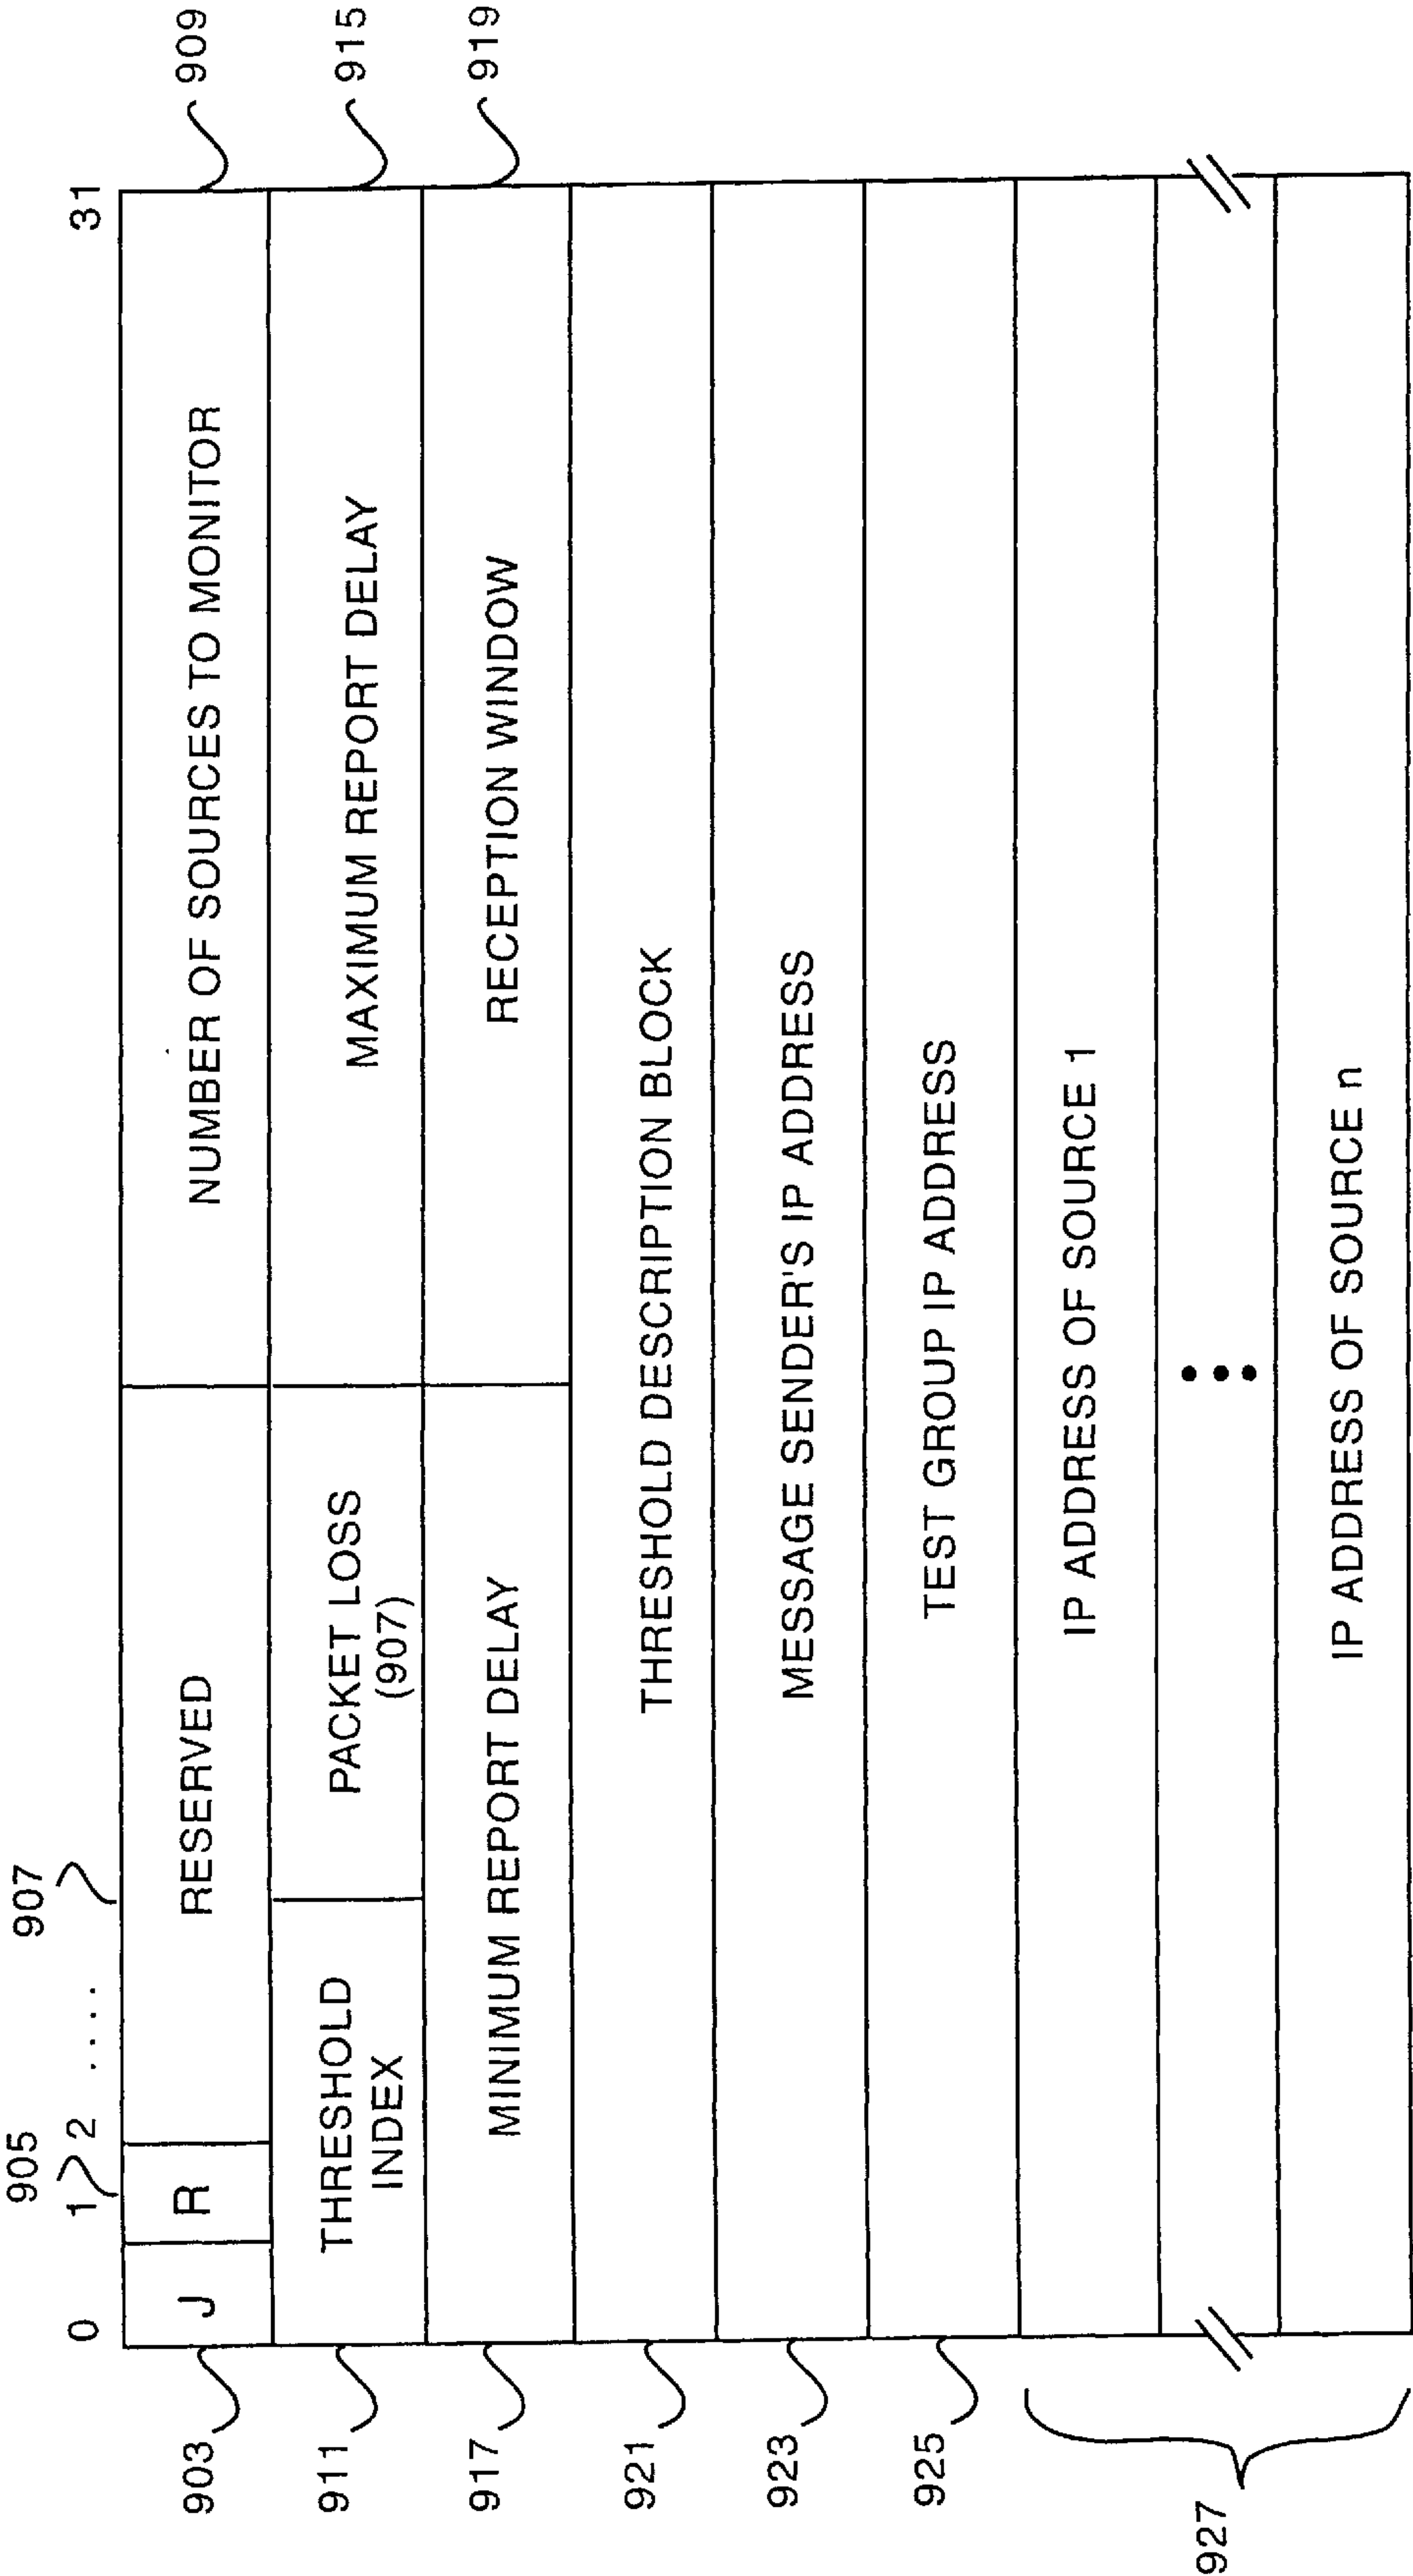 905 907
0 1 2 .... 31
903 J R RESERVED NUMBER OF SOURCES TO MONITOR 909
911 THRESHOLD
INDEX
PACKET LOSS
(907)
MAXIMUM REPORT DELAY 915
917 MINIMUM REPORT DELAY RECEPTION WINDOW 919
921 THRESHOLD DESCRIPTION BLOCK
923 MESSAGE SENDER'S IP ADDRESS
925 TEST GROUP IP ADDRESS
927
IP ADDRESS OF SOURCE 1
IP ADDRESS OF SOURCE n